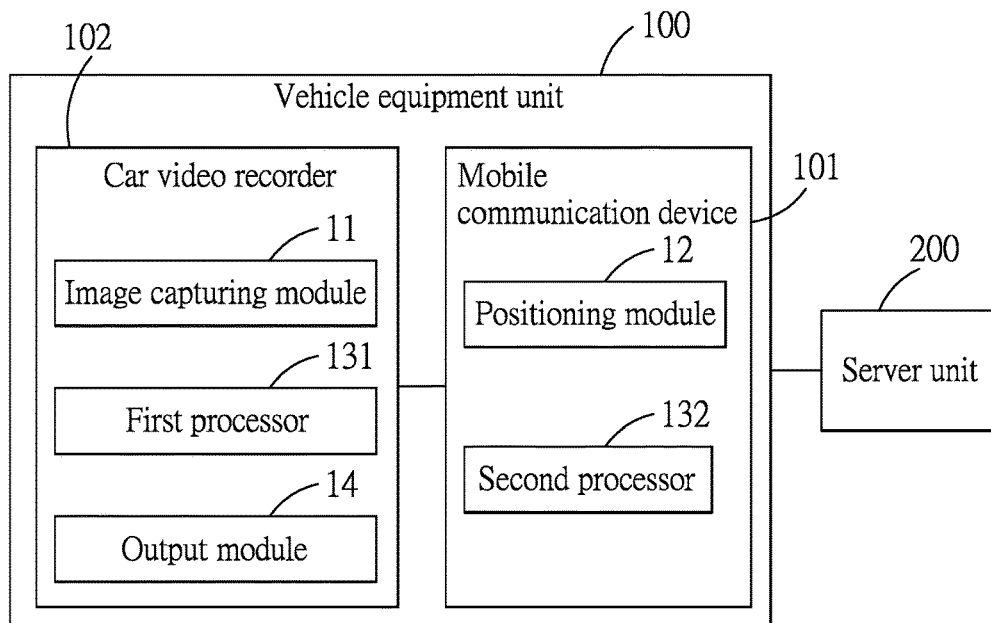 102
100
Vehicle equipment unit
Car video recorder
11
Image capturing module
131
First processor
14
Output module
Mobile
communication device
101
12
Positioning module
132
Second processor
200
Server unit